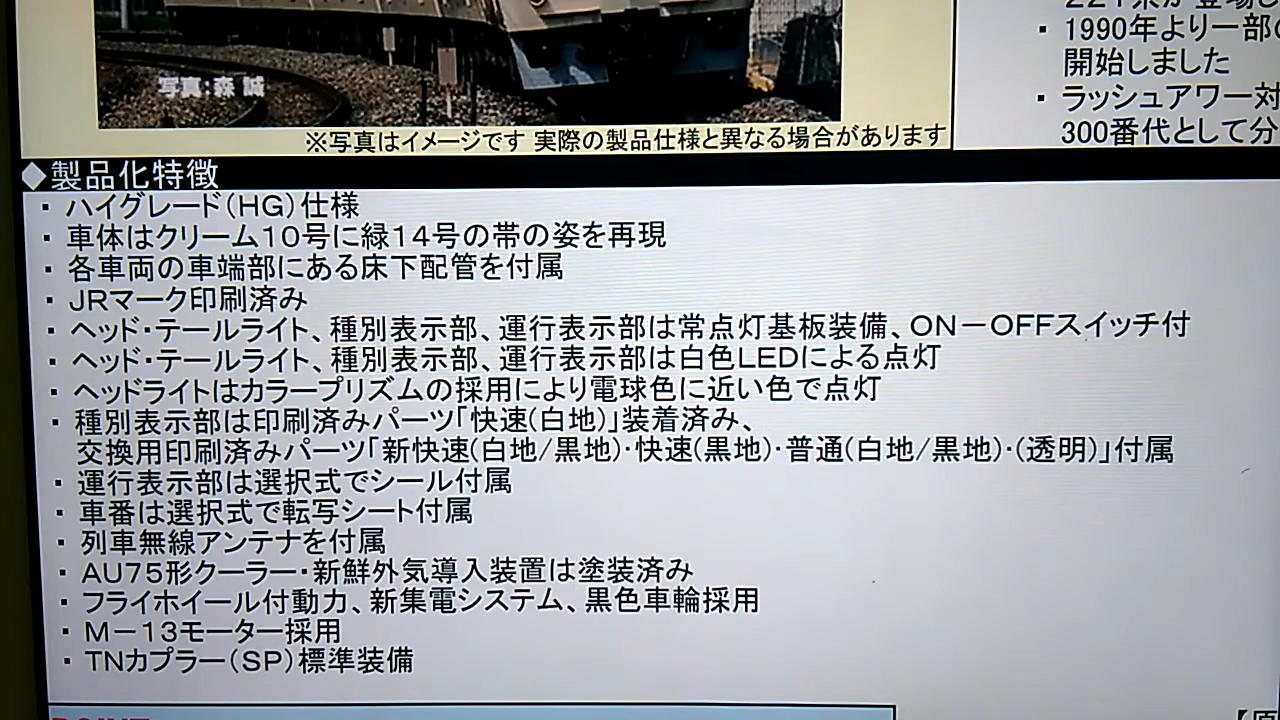 写真：森 誠
※写真はイメージです 実際の製品仕様と異なる場合があります
・1990年より一部
開始しました
・ラッシュアワー対
300番代として分
◆製品化特徴
・ハイグレード（HG）仕様
・車体はクリーム10号に緑14号の帯の姿を再現
・各車両の車端部にある床下配管を付属
・JRマーク印刷済み
・ヘッド・テールライト、種別表示部、運行表示部は常点灯基板装備、ON－OFFスイッチ付
・ヘッド・テールライト、種別表示部、運行表示部は白色LEDによる点灯
・ヘッドライトはカラープリズムの採用により電球色に近い色で点灯
・種別表示部は印刷済みパーツ「快速(白地)」装着済み、
交換用印刷済みパーツ「新快速(白地/黒地)・快速(黒地)・普通(白地/黒地)・(透明)」付属
・運行表示部は選択式でシール付属
・車番は選択式で転写シート付属
・列車無線アンテナを付属
・AU75形クーラー・新鮮外気導入装置は塗装済み
・フライホイール付動力、新集電システム、黒色車輪採用
・M－13モーター採用
・TNカプラー（SP）標準装備